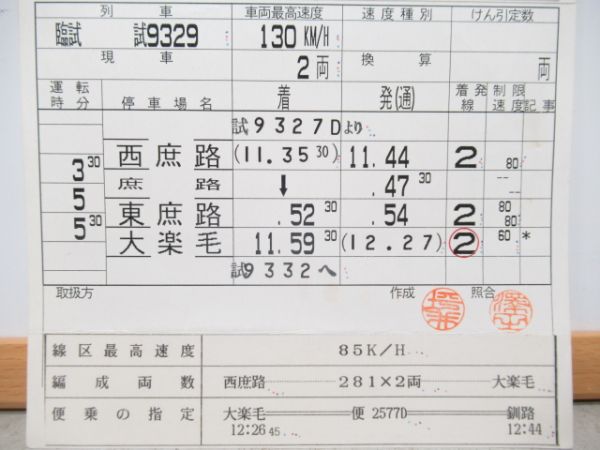 列車 車両最高速度 速度種別 けん引定数
臨試 試9329 130 KM/H
現車 2両 換算 両
運転時分 停車場名 着 発(通) 着発線 制限速度 記事
試9327Dより
西庶路 (11.35 30) 11.44 2 80
3 30
庶路 ↓ .47 30 -- --
5
東庶路 .52 30 .54 2 80 80
5 30
大楽毛 11.59 30 (12.27) 2 60 *
試9332へ
取扱方 作成 照合
線区最高速度 85K/H
編成両数 西庶路 281×2両 大楽毛
便乗の指定 大楽毛 便 2577D 釧路
12:26 45 12:44